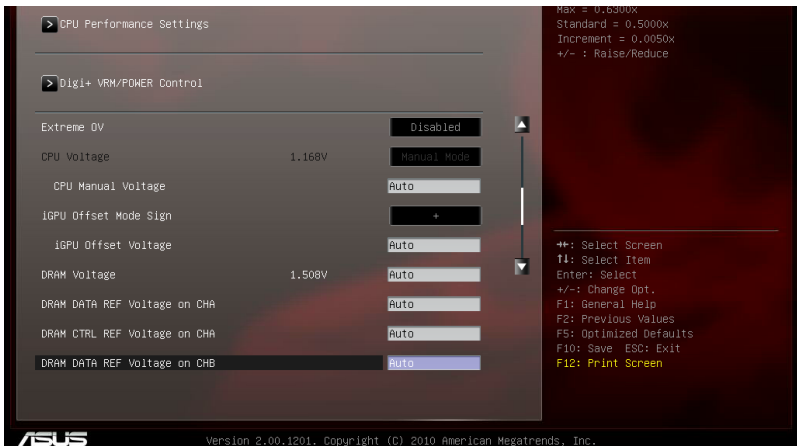 CPU Performance Settings
Digi+ VRM/POWER Control
Extreme OV Disabled
CPU Voltage 1.168V Manual Mode
CPU Manual Voltage Auto
iGPU Offset Mode Sign +
iGPU Offset Voltage Auto
DRAM Voltage 1.508V Auto
DRAM DATA REF Voltage on CHA Auto
DRAM CTRL REF Voltage on CHA Auto
DRAM DATA REF Voltage on CHB Auto
Max = 0.6300x
Standard = 0.5000x
Increment = 0.0050x
+/- : Raise/Reduce
→←: Select Screen
↑↓: Select Item
Enter: Select
+/-: Change Opt.
F1: General Help
F2: Previous Values
F5: Optimized Defaults
F10: Save ESC: Exit
F12: Print Screen
ASUS
Version 2.00.1201. Copyright (C) 2010 American Megatrends, Inc.